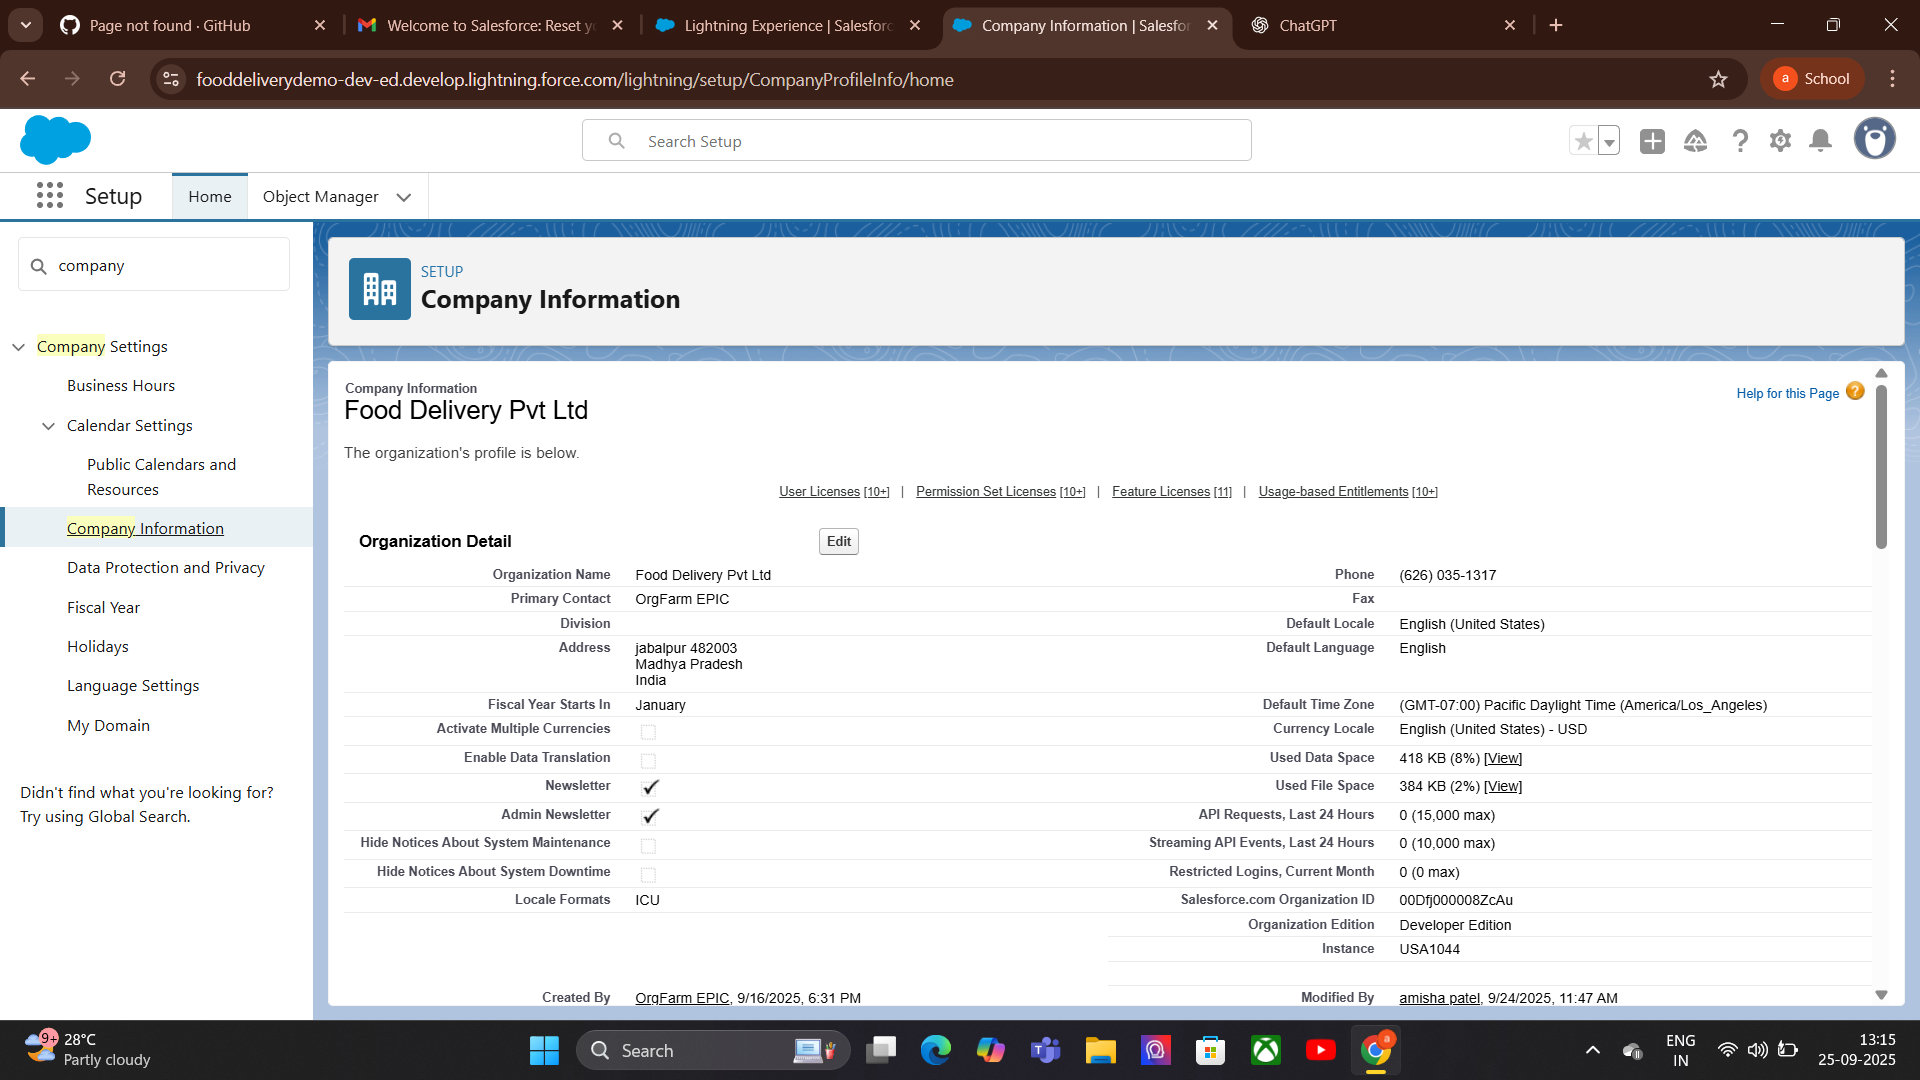 Page not found · GitHub
Welcome to Salesforce: Reset yo
Lightning Experience | Salesforc
Company Information | Salesfor
ChatGPT
fooddeliverydemo-dev-ed.develop.lightning.force.com/lightning/setup/CompanyProfileInfo/home
a School
Search Setup
Setup
Home
Object Manager
company
Company Settings
Business Hours
Calendar Settings
Public Calendars and
Resources
Company Information
Data Protection and Privacy
Fiscal Year
Holidays
Language Settings
My Domain
Didn't find what you're looking for?
Try using Global Search.
SETUP
Company Information
Company Information
Food Delivery Pvt Ltd
Help for this Page
The organization's profile is below.
User Licenses [10+] | Permission Set Licenses [10+] | Feature Licenses [11] | Usage-based Entitlements [10+]
Organization Detail
Edit
Organization Name Food Delivery Pvt Ltd
Phone (626) 035-1317
Primary Contact OrgFarm EPIC
Fax
Division
Default Locale English (United States)
Address jabalpur 482003
Madhya Pradesh
India
Default Language English
Fiscal Year Starts In January
Default Time Zone (GMT-07:00) Pacific Daylight Time (America/Los_Angeles)
Activate Multiple Currencies
Currency Locale English (United States) - USD
Enable Data Translation
Used Data Space 418 KB (8%) [View]
Newsletter
Used File Space 384 KB (2%) [View]
Admin Newsletter
API Requests, Last 24 Hours 0 (15,000 max)
Hide Notices About System Maintenance
Streaming API Events, Last 24 Hours 0 (10,000 max)
Hide Notices About System Downtime
Restricted Logins, Current Month 0 (0 max)
Locale Formats ICU
Salesforce.com Organization ID 00Dfj000008ZcAu
Organization Edition Developer Edition
Instance USA1044
Created By OrgFarm EPIC, 9/16/2025, 6:31 PM
Modified By amisha patel, 9/24/2025, 11:47 AM
9+
28°C
Partly cloudy
Search
a
ENG
IN
13:15
25-09-2025